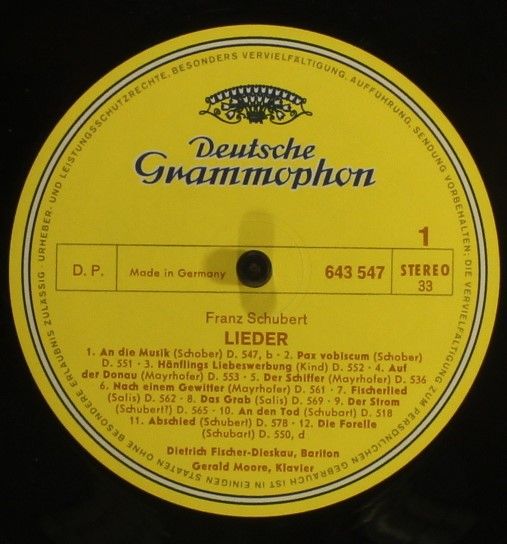 Deutsche
Grammophon
1
D. P.
Made in Germany
643 547
STEREO
33
Franz Schubert
LIEDER
1. An die Musik (Schober) D. 547, b · 2. Pax vobiscum (Schober)
D. 551 · 3. Hänflings Liebeswerbung (Kind) D. 552 · 4. Auf
der Donau (Mayrhofer) D. 553 · 5. Der Schiffer (Mayrhofer) D. 536
6. Nach einem Gewitter (Mayrhofer) D. 561 · 7. Fischerlied
(Salis) D. 562 · 8. Das Grab (Salis) D. 569 · 9. Der Strom
(Schubert?) D. 565 · 10. An den Tod (Schubart) D. 518
11. Abschied (Schubert) D. 578 · 12. Die Forelle
(Schubart) D. 550, d
Dietrich Fischer-Dieskau, Bariton
Gerald Moore, Klavier
URHEBER- UND LEISTUNGSSCHUTZRECHTE, BESONDERS VERVIELFÄLTIGUNG, AUFFÜHRUNG, SENDUNG VORBEHALTEN; DIE VERVIELFÄLTIGUNG ZUM PERSÖNLICHEN GEBRAUCH IST IN EINIGEN STAATEN OHNE BESONDERE ERLAUBNIS ZULÄSSIG